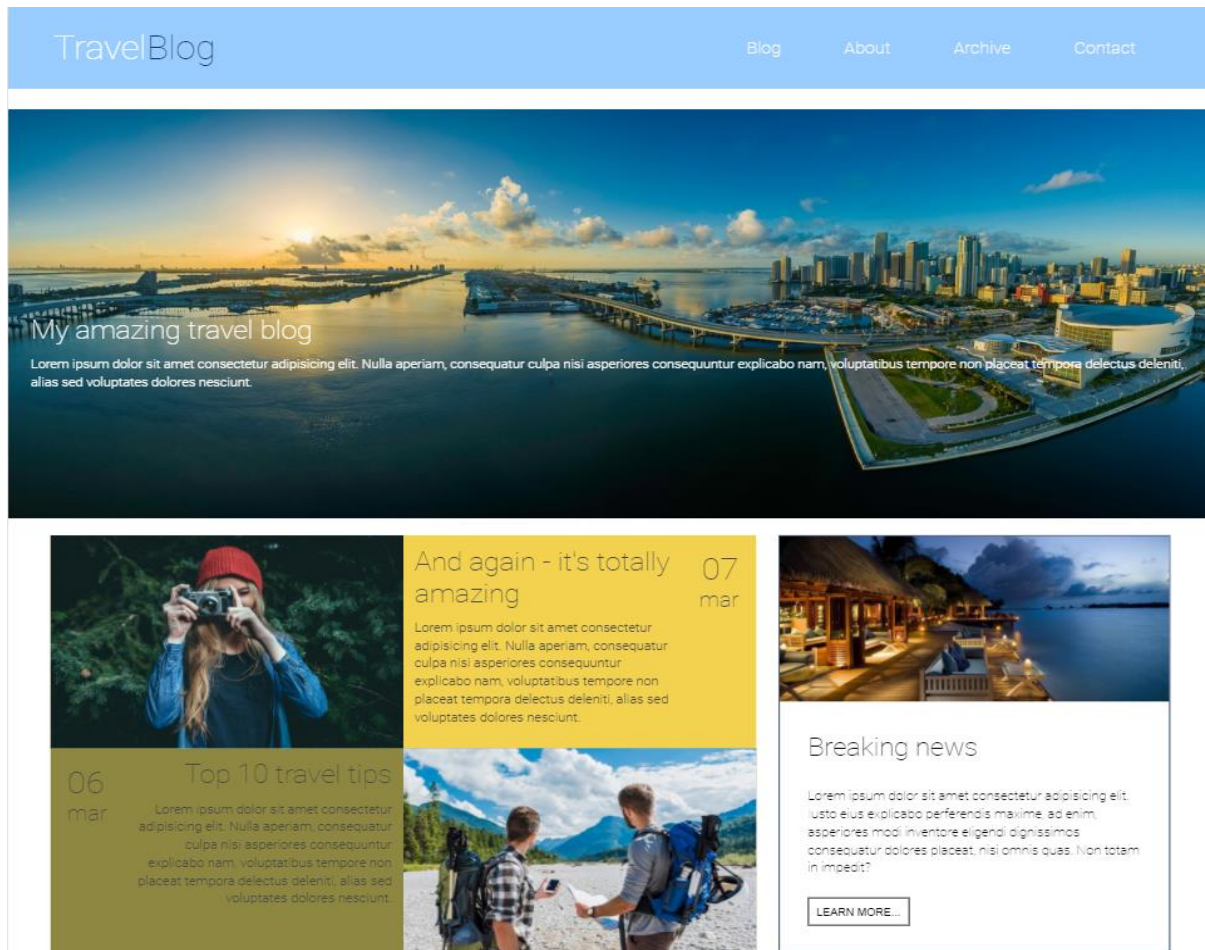 TravelBlog
Blog About Archive Contact
My amazing travel blog
Lorem ipsum dolor sit amet consectetur adipisicing elit. Nulla aperiam, consequatur culpa nisi asperiores consequuntur explicabo nam, voluptatibus tempore non placeat tempora delectus deleniti,
alias sed voluptates dolores nesciunt.
And again - it's totally
amazing
07
mar
Lorem ipsum dolor sit amet consectetur
adipisicing elit. Nulla aperiam, consequatur
culpa nisi asperiores consequuntur
explicabo nam, voluptatibus tempore non
placeat tempora delectus deleniti, alias sed
voluptates dolores nesciunt.
06
mar
Top 10 travel tips
Lorem ipsum dolor sit amet consectetur
adipisicing elit. Nulla aperiam, consequatur
culpa nisi asperiores consequuntur
explicabo nam, voluptatibus tempore non
placeat tempora delectus deleniti, alias sed
voluptates dolores nesciunt.
Breaking news
Lorem ipsum dolor sit amet consectetur adipisicing elit.
Iusto eius explicabo perferendis maxime, ad enim,
asperiores modi inventore eligendi dignissimos
consequatur dolores placeat, nisi omnis quas. Non totam
in impedit?
LEARN MORE...